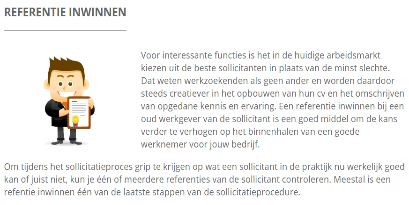 REFERENTIE INWINNEN
Voor interessante functies is het in de huidige arbeidsmarkt
kiezen uit de beste sollicitanten in plaats van de minst slechte.
Dat weten werkzoekenden als geen ander en worden daardoor
steeds creatiever in het opbouwen van hun cv en het omschrijven
van opgedane kennis en ervaring. Een referentie inwinnen bij een
oud werkgever van de sollicitant is een goed middel om de kans
verder te verhogen op het binnenhalen van een goede
werknemer voor jouw bedrijf.
Om tijdens het sollicitatieproces grip te krijgen op wat een sollicitant in de praktijk nu werkelijk goed
kan of juist niet, kun je één of meerdere referenties van de sollicitant controleren. Meestal is een
refentie inwinnen één van de laatste stappen van de sollicitatieprocedure.